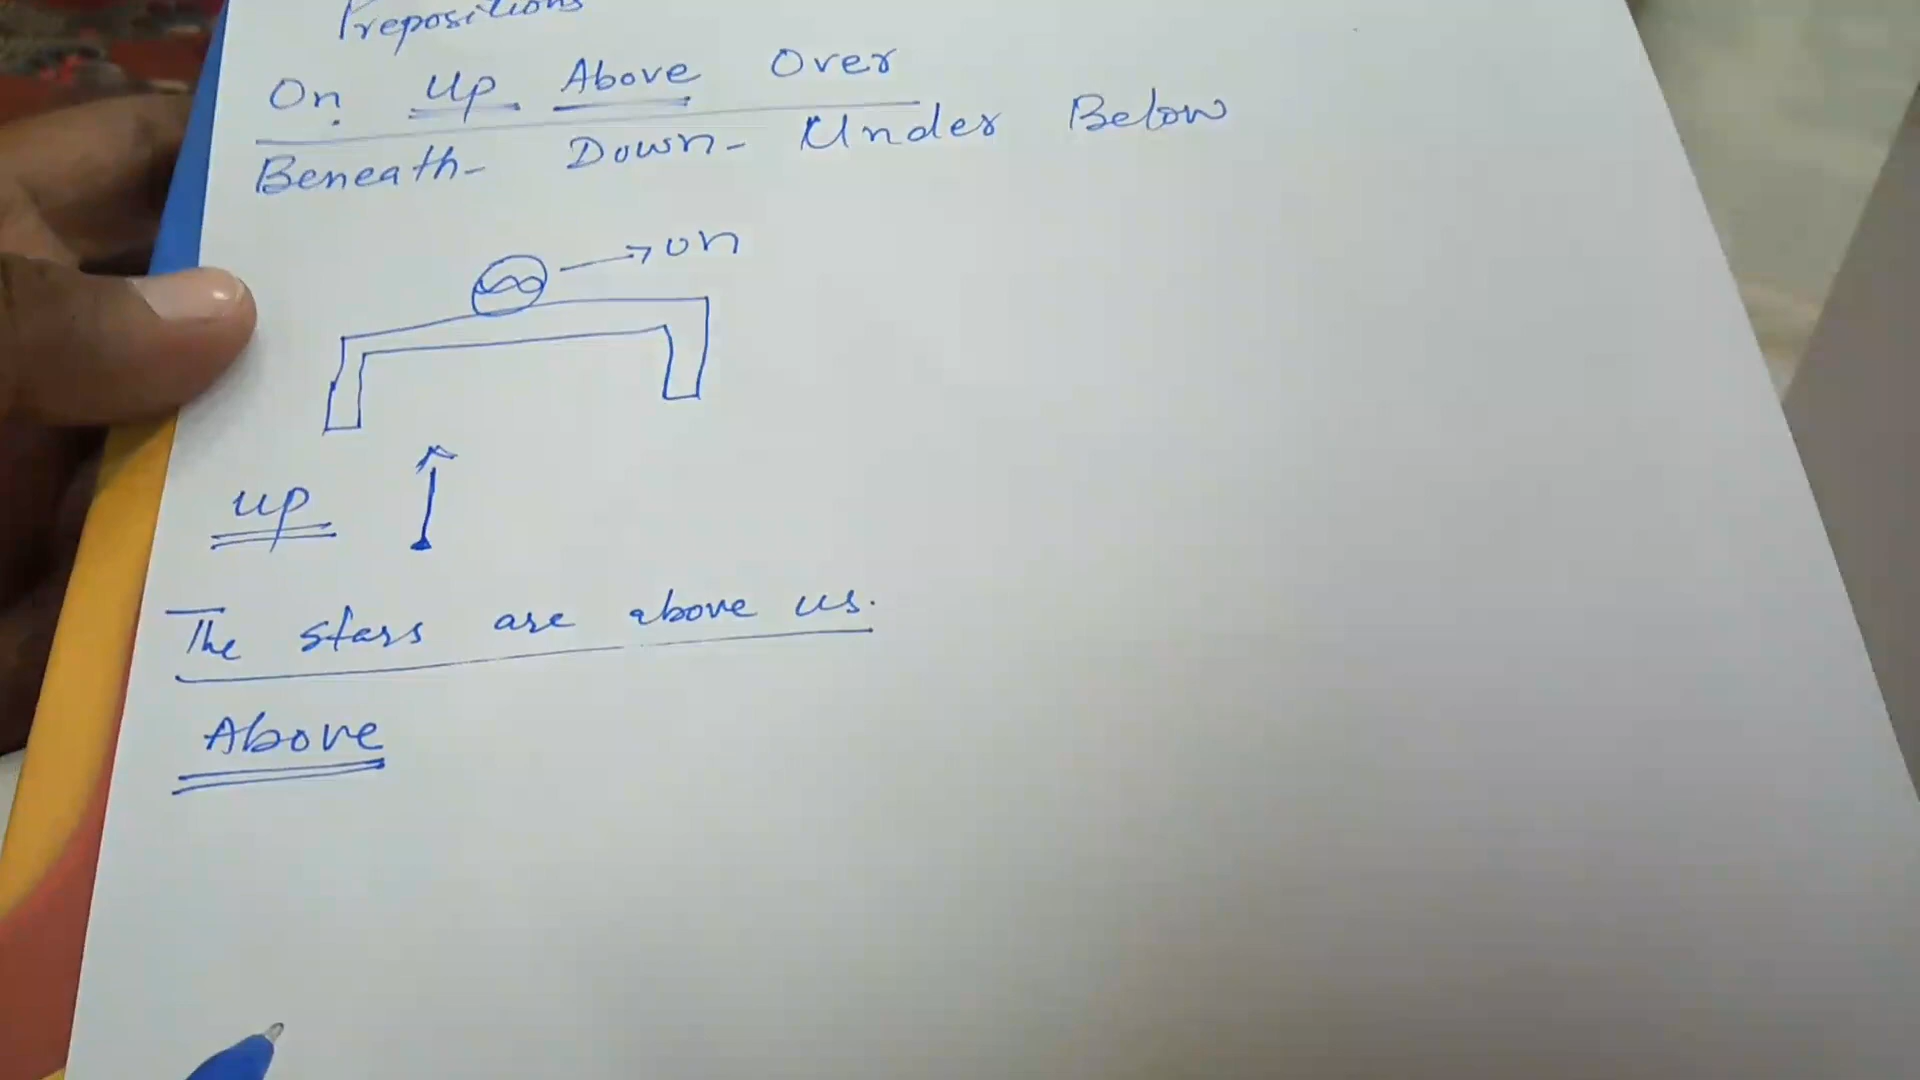 Prepositions
On Up Above Over
Beneath- Down- Under Below
on
up
The stars are above us.
Above